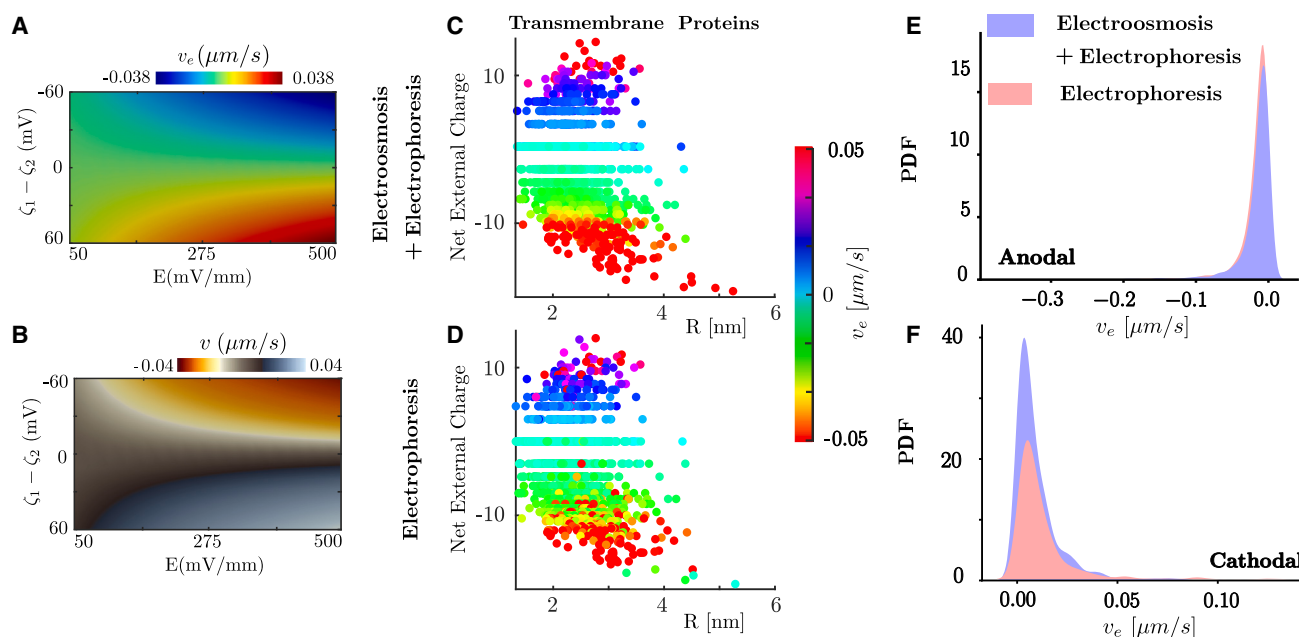 A
v_e (μm/s)
-0.038
0.038
-60
0
60
ζ₁ − ζ₂ (mV)
50
275
500
E(mV/mm)
B
v (μm/s)
-0.04
0.04
-60
0
60
ζ₁ − ζ₂ (mV)
50
275
500
E(mV/mm)
Electroosmosis
+ Electrophoresis
Electrophoresis
Transmembrane Proteins
C
10
-10
Net External Charge
2
4
6
R [nm]
D
10
-10
Net External Charge
2
4
6
R [nm]
0.05
0
-0.05
v_e [μm/s]
E
Electroosmosis
+ Electrophoresis
Electrophoresis
15
10
5
0
PDF
Anodal
−0.3
−0.2
−0.1
0.0
v_e [μm/s]
F
40
20
0
PDF
Cathodal
0.00
0.05
0.10
v_e [μm/s]